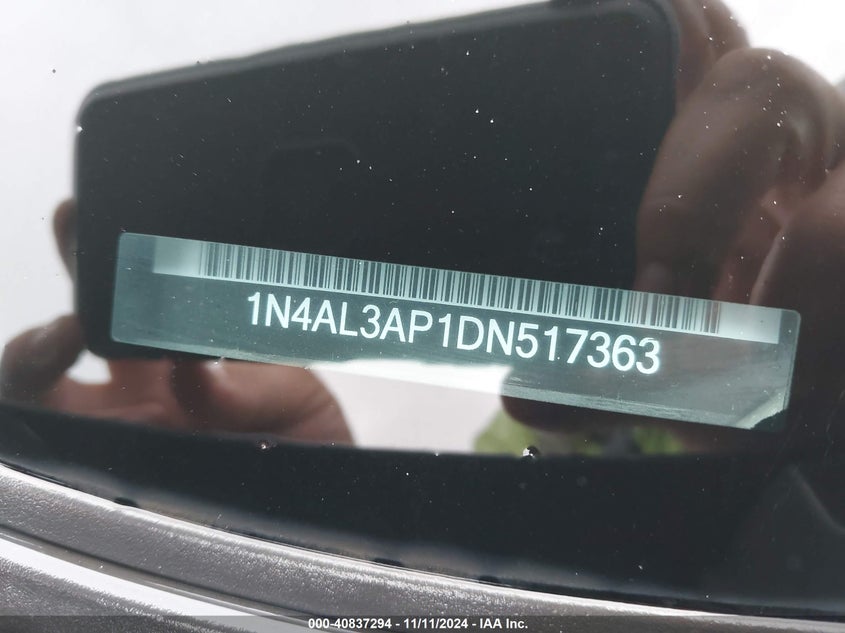 1N4AL3AP1DN517363
000-40837294 - 11/11/2024 - IAA Inc.